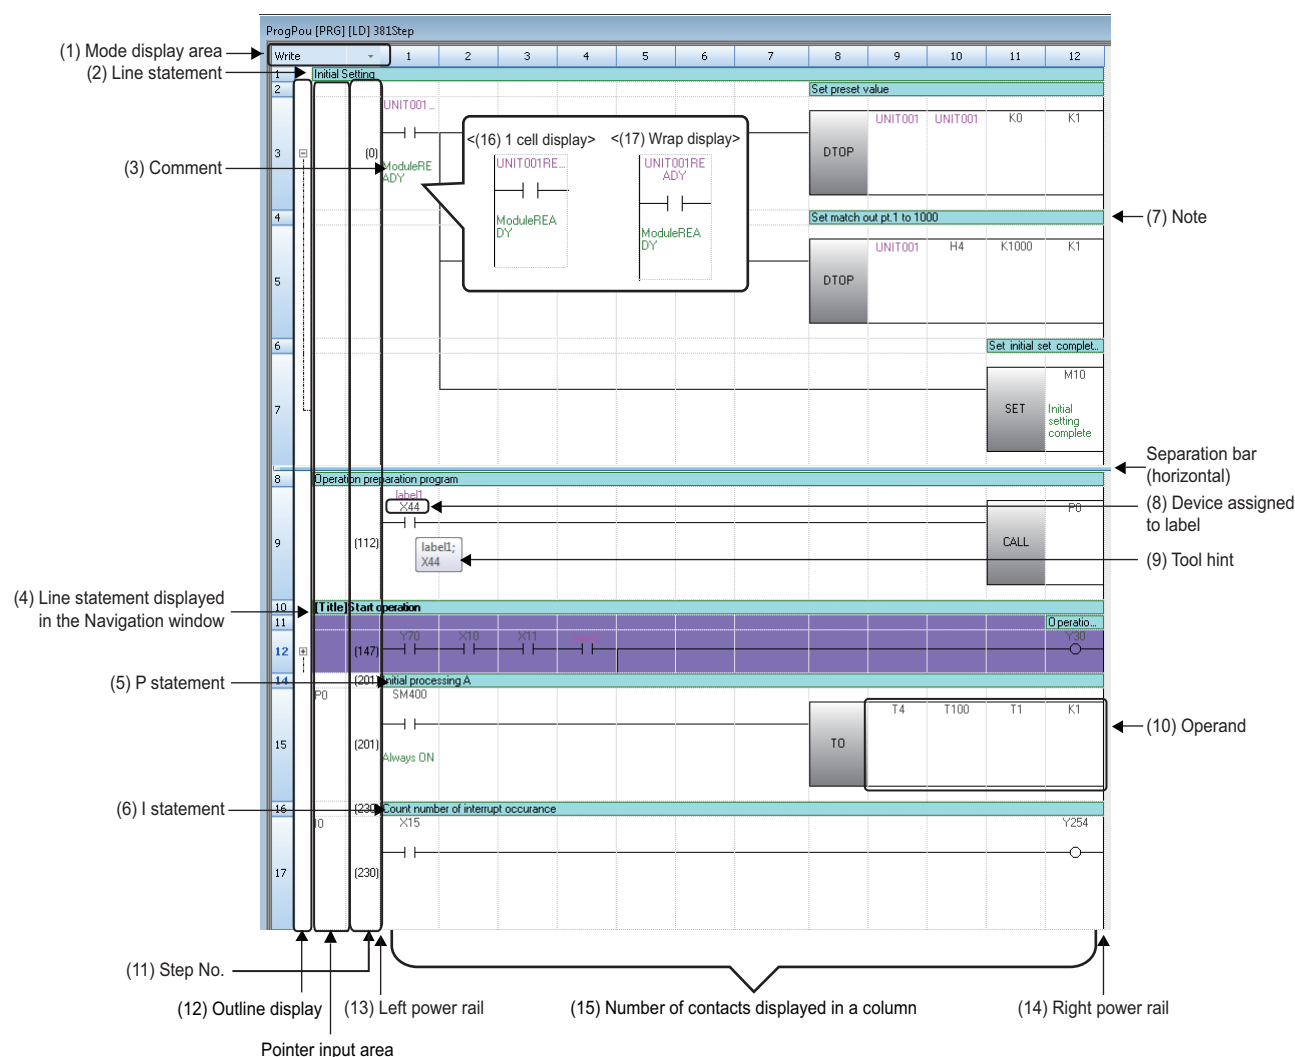 ProgPou [PRG] [LD] 381Step
(1) Mode display area
Write
1 2 3 4 5 6 7 8 9 10 11 12
(2) Line statement
1 Initial Setting
2 Set preset value
UNIT001...
UNIT001 UNIT001 K0 K1
<(16) 1 cell display> <(17) Wrap display>
3 (0) DTOP
(3) Comment
ModuleRE
ADY
UNIT001RE...
ModuleREA
DY
UNIT001RE
ADY
ModuleREA
DY
4 Set match out pt.1 to 1000
(7) Note
UNIT001 H4 K1000 K1
5 DTOP
6 Set initial set complet..
M10
7 SET
Initial
setting
complete
Separation bar
(horizontal)
8 Operation preparation program
label1
X44
P0
(8) Device assigned
to label
9 (112) CALL
label1;
X44
(9) Tool hint
(4) Line statement displayed
in the Navigation window
10 [Title]Start operation
11 Operatio...
Y70 X10 X11 Y30
12 (147)
(5) P statement
14 (201) Initial processing A
P0 SM400
T4 T100 T1 K1
(10) Operand
15 (201) TO
Always ON
(6) I statement
16 (230) Count number of interrupt occurance
I0 X15 Y254
17 (230)
(11) Step No.
(12) Outline display
(13) Left power rail
(15) Number of contacts displayed in a column
(14) Right power rail
Pointer input area